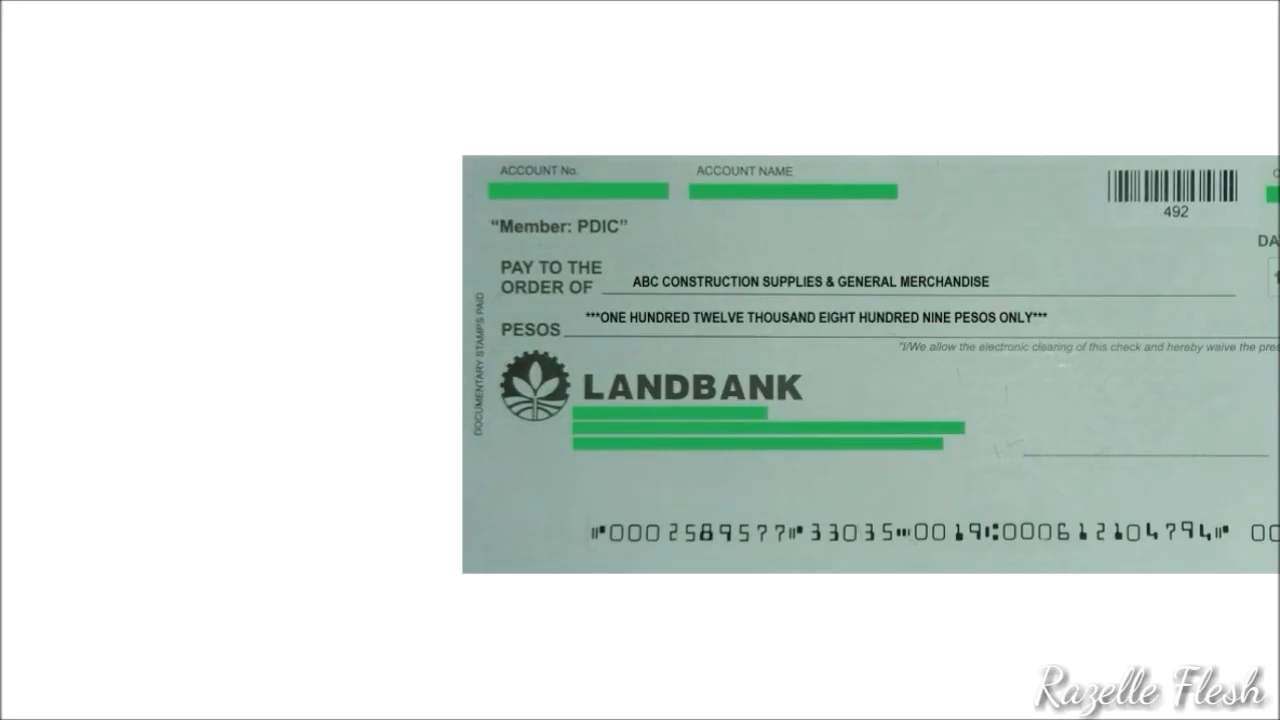 ACCOUNT No. ACCOUNT NAME
492
"Member: PDIC"
DA
PAY TO THE
ORDER OF ABC CONSTRUCTION SUPPLIES & GENERAL MERCHANDISE
PESOS ***ONE HUNDRED TWELVE THOUSAND EIGHT HUNDRED NINE PESOS ONLY***
"I/We allow the electronic clearing of this check and hereby waive the pre
DOCUMENTARY STAMPS PAID
LANDBANK
⑈0002589577⑈33035⑉0019⑆000612104794⑈ 00
Razelle Flesh